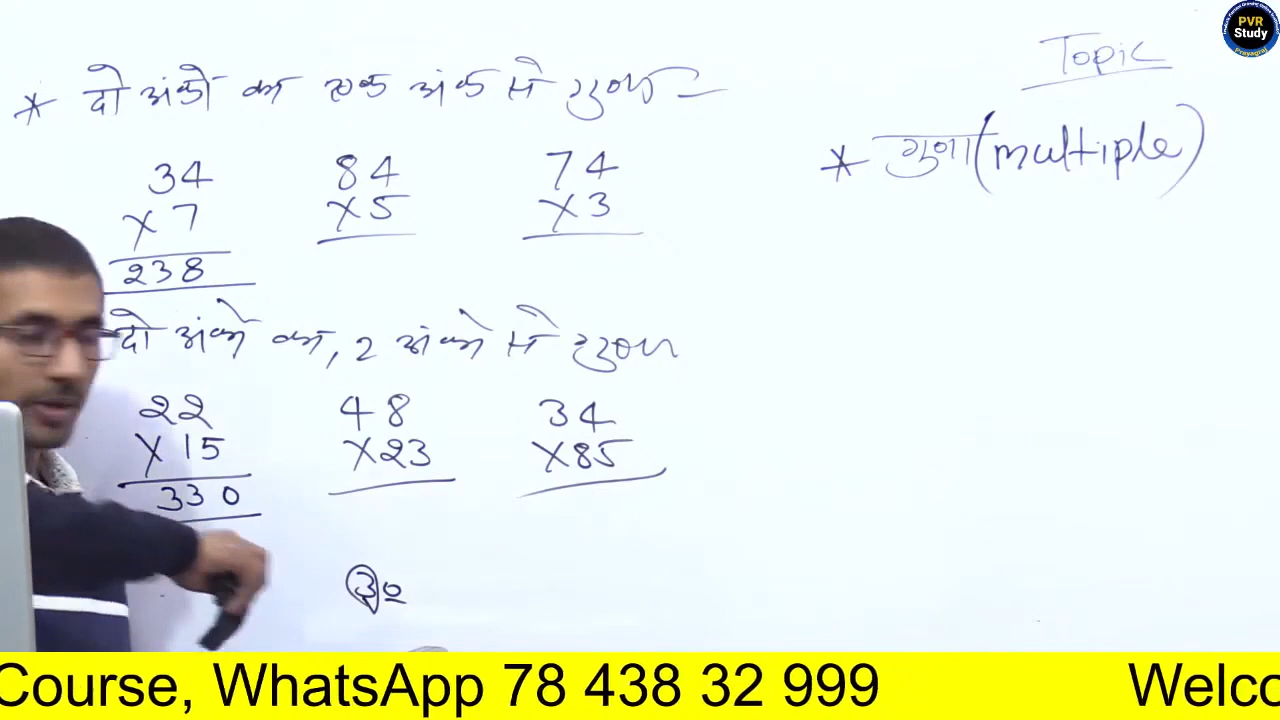 Topic
* दो अंको का एक अंक से गुणा -
* गुणा (multiple)
34 84 74
X 7 X 5 X 3
238
दो अंको का, 2 अंको से गुणा
22 48 34
X 15 X 23 X 85
330
PVR
Study
Prayagraj
Course, WhatsApp 78 438 32 999 Welco